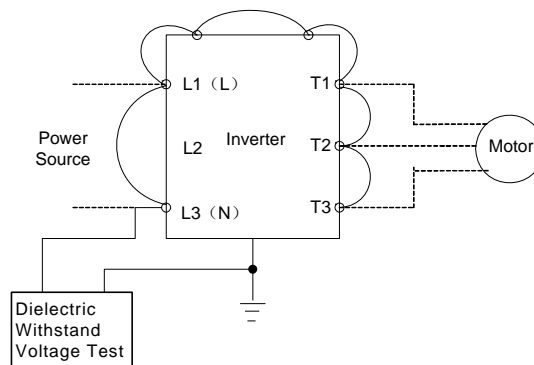 L1（L） T1
Power
Source
L2 Inverter T2 Motor
L3（N） T3
Dielectric
Withstand
Voltage Test